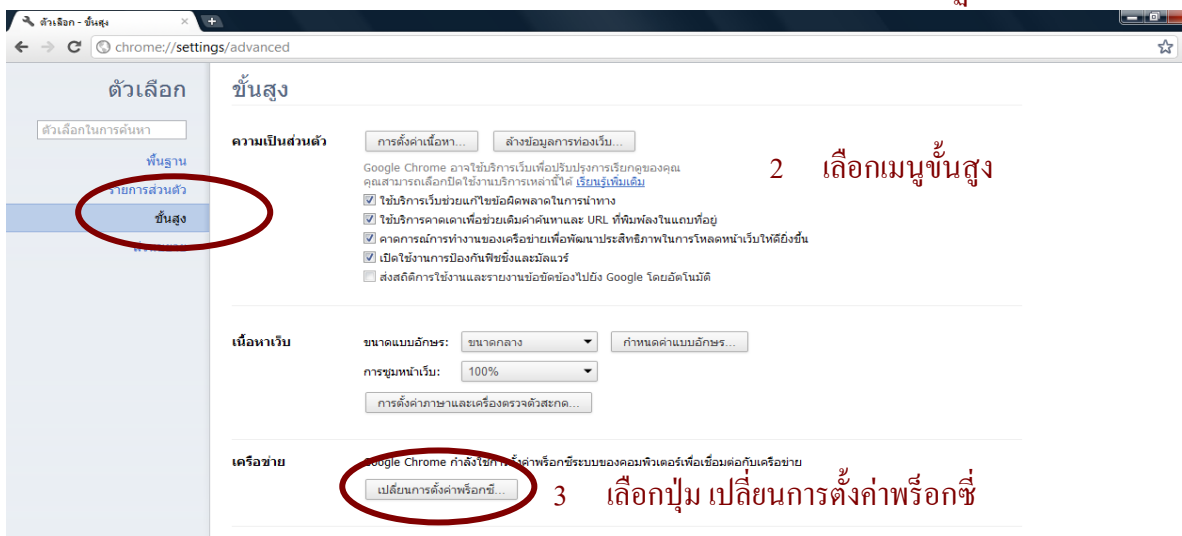 ตัวเลือก - ขั้นสูง
chrome://settings/advanced
ตัวเลือก
ขั้นสูง
ตัวเลือกในการค้นหา
พื้นฐาน
รายการส่วนตัว
ขั้นสูง
ความเป็นส่วนตัว
การตั้งค่าเนื้อหา...
ล้างข้อมูลการท่องเว็บ...
Google Chrome อาจใช้บริการเว็บเพื่อปรับปรุงการเรียกดูของคุณ
คุณสามารถเลือกปิดใช้งานบริการเหล่านี้ได้ เรียนรู้เพิ่มเติม
2 เลือกเมนูขั้นสูง
ใช้บริการเว็บช่วยแก้ไขข้อผิดพลาดในการนำทาง
ใช้บริการคาดเดาเพื่อช่วยเติมคำค้นหาและ URL ที่พิมพ์ลงในแถบที่อยู่
คาดการณ์การทำงานของเครือข่ายเพื่อพัฒนาประสิทธิภาพในการโหลดหน้าเว็บให้ดียิ่งขึ้น
เปิดใช้งานการป้องกันฟิชชิ่งและมัลแวร์
ส่งสถิติการใช้งานและรายงานข้อขัดข้องไปยัง Google โดยอัตโนมัติ
เนื้อหาเว็บ
ขนาดแบบอักษร: ขนาดกลาง
กำหนดค่าแบบอักษร...
การซูมหน้าเว็บ: 100%
การตั้งค่าภาษาและเครื่องตรวจตัวสะกด...
เครือข่าย
Google Chrome กำลังใช้การตั้งค่าพร็อกซีระบบของคอมพิวเตอร์เพื่อเชื่อมต่อกับเครือข่าย
เปลี่ยนการตั้งค่าพร็อกซี...
3 เลือกปุ่ม เปลี่ยนการตั้งค่าพร็อกซี่